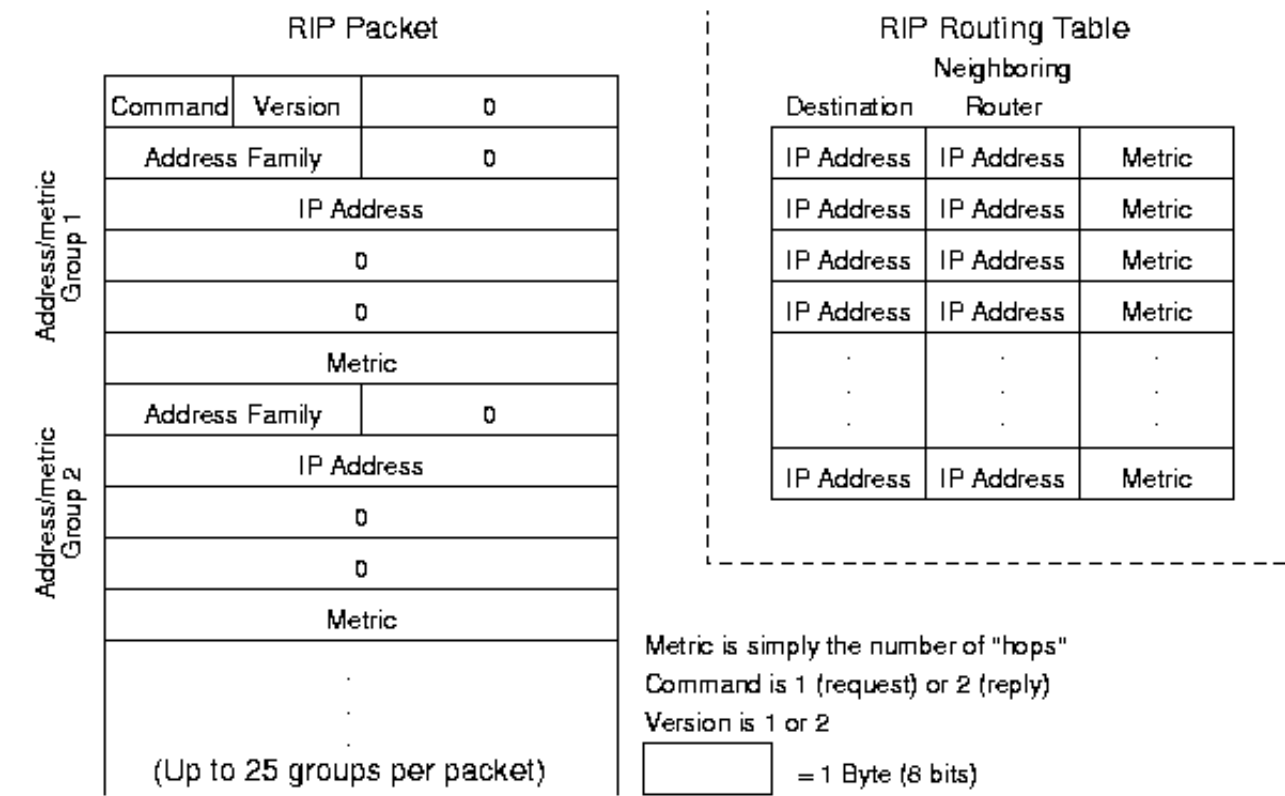 RIP Packet
Command Version 0
Address Family 0
IP Address
0
0
Metric
Address Family 0
IP Address
0
0
Metric
.
.
.
(Up to 25 groups per packet)
Address/metric
Group 1
Address/metric
Group 2
RIP Routing Table
Neighboring
Destination Router
IP Address IP Address Metric
IP Address IP Address Metric
IP Address IP Address Metric
IP Address IP Address Metric
. . .
. . .
. . .
IP Address IP Address Metric
Metric is simply the number of "hops"
Command is 1 (request) or 2 (reply)
Version is 1 or 2
= 1 Byte (8 bits)